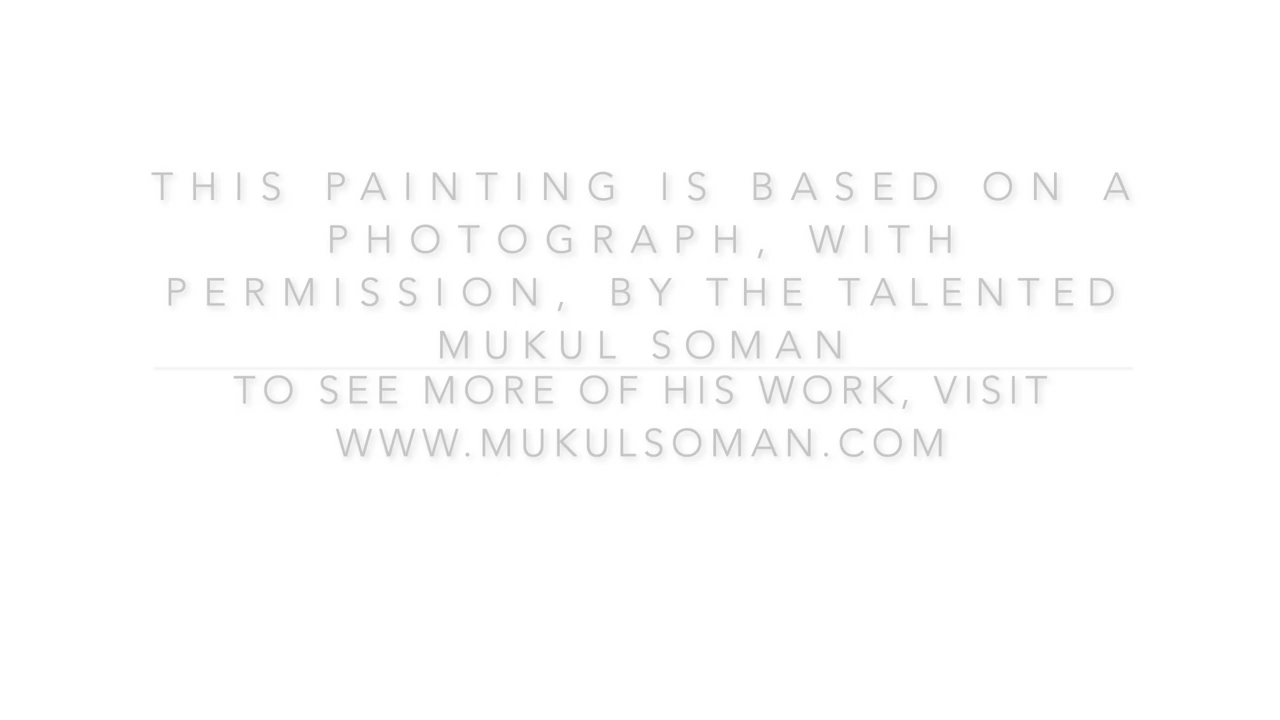 THIS PAINTING IS BASED ON A
PHOTOGRAPH, WITH
PERMISSION, BY THE TALENTED
MUKUL SOMAN
TO SEE MORE OF HIS WORK, VISIT
WWW.MUKULSOMAN.COM